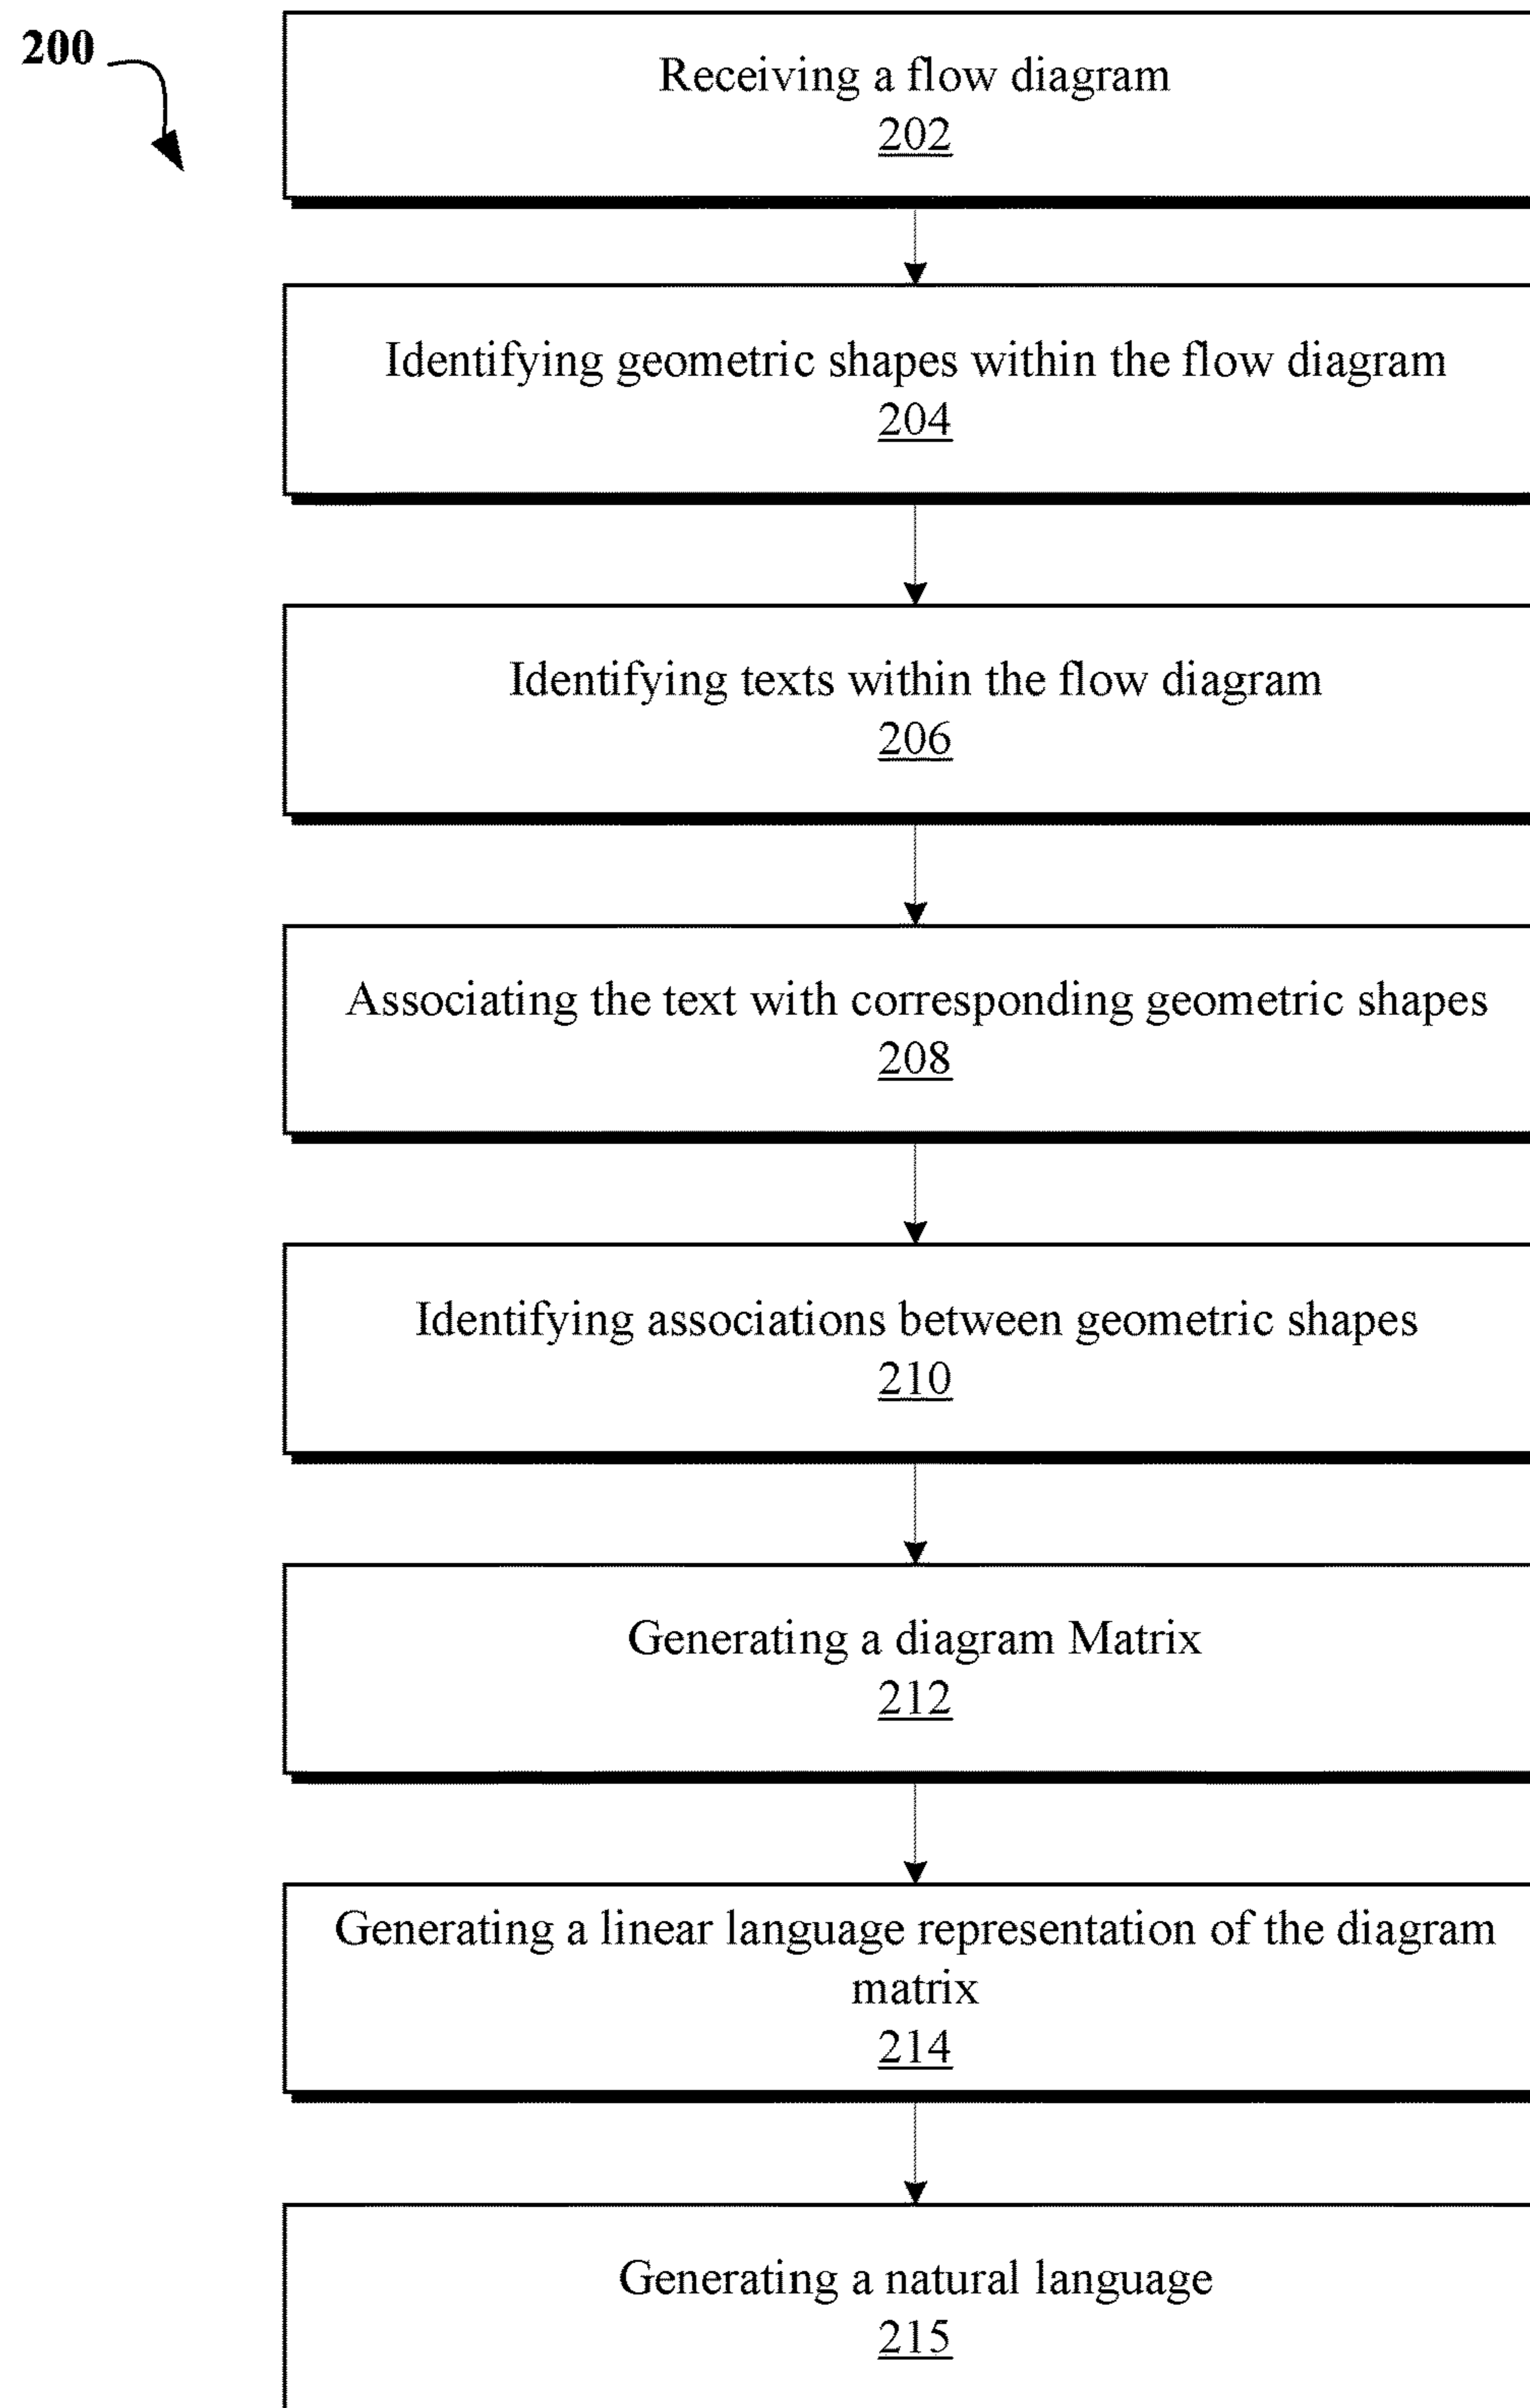 200
Receiving a flow diagram
202
Identifying geometric shapes within the flow diagram
204
Identifying texts within the flow diagram
206
Associating the text with corresponding geometric shapes
208
Identifying associations between geometric shapes
210
Generating a diagram Matrix
212
Generating a linear language representation of the diagram
matrix
214
Generating a natural language
215